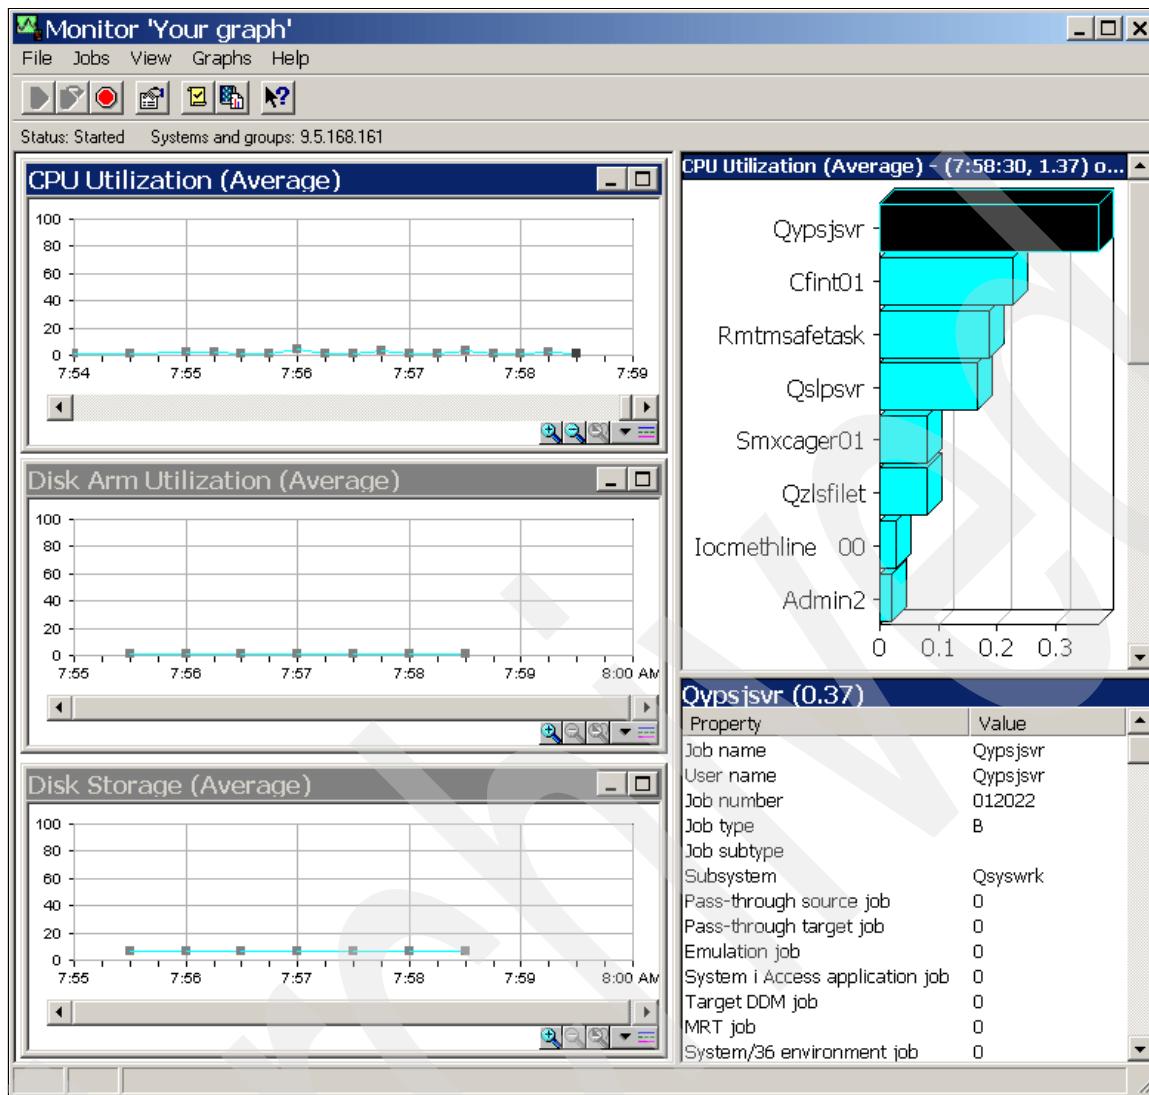 Monitor 'Your graph'
File Jobs View Graphs Help
Status: Started Systems and groups: 9.5.168.161
CPU Utilization (Average)
100
80
60
40
20
0
7:54 7:55 7:56 7:57 7:58 7:59
Disk Arm Utilization (Average)
100
80
60
40
20
0
7:55 7:56 7:57 7:58 7:59 8:00 AM
Disk Storage (Average)
100
80
60
40
20
0
7:55 7:56 7:57 7:58 7:59 8:00 AM
CPU Utilization (Average) - (7:58:30, 1.37) o...
Qypsjsvr
Cfint01
Rmtmsafetask
Qslpsvr
Smxcager01
Qzlsfilet
Iocmethline 00
Admin2
0 0.1 0.2 0.3
Qypsjsvr (0.37)
Property Value
Job name Qypsjsvr
User name Qypsjsvr
Job number 012022
Job type B
Job subtype
Subsystem Qsyswrk
Pass-through source job 0
Pass-through target job 0
Emulation job 0
System i Access application job 0
Target DDM job 0
MRT job 0
System/36 environment job 0